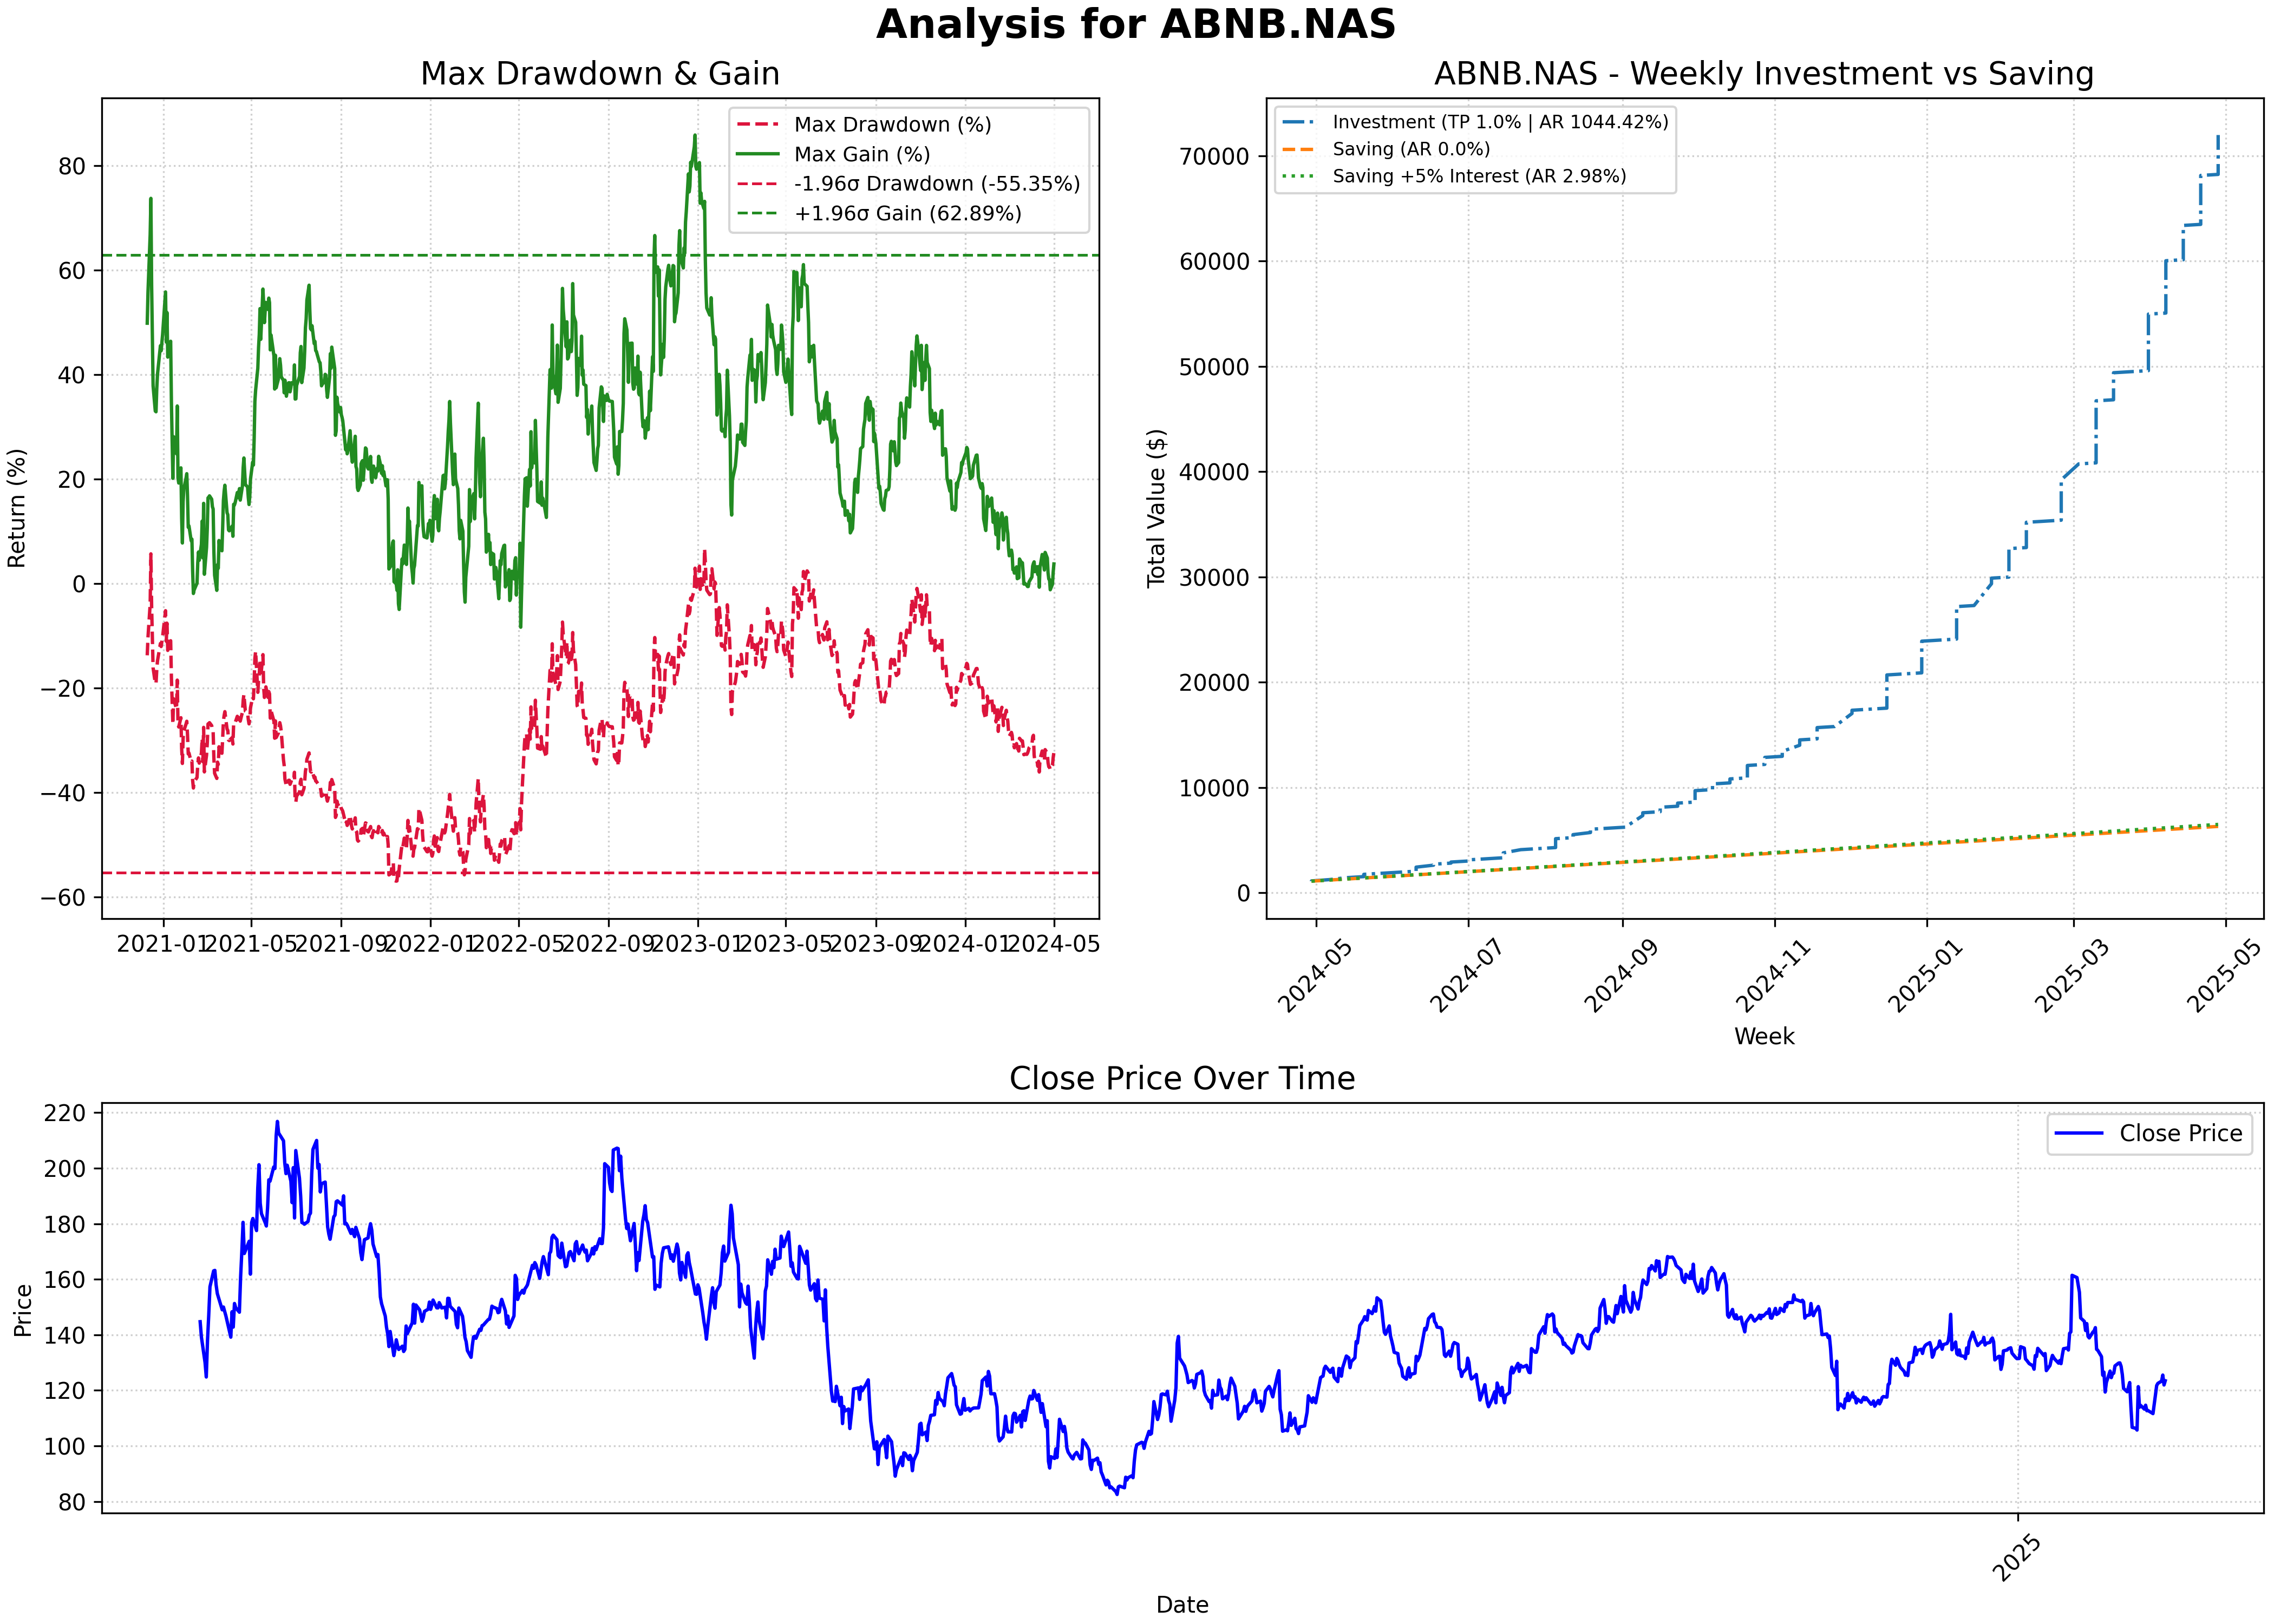 Analysis for ABNB.NAS
Max Drawdown & Gain
Return (%)
80
60
40
20
0
−20
−40
−60
Max Drawdown (%)
Max Gain (%)
-1.96σ Drawdown (-55.35%)
+1.96σ Gain (62.89%)
2021-01
2021-05
2021-09
2022-01
2022-05
2022-09
2023-01
2023-05
2023-09
2024-01
2024-05
ABNB.NAS - Weekly Investment vs Saving
Total Value ($)
70000
60000
50000
40000
30000
20000
10000
0
Investment (TP 1.0% | AR 1044.42%)
Saving (AR 0.0%)
Saving +5% Interest (AR 2.98%)
2024-05
2024-07
2024-09
2024-11
2025-01
2025-03
2025-05
Week
Close Price Over Time
Price
220
200
180
160
140
120
100
80
Close Price
2025
Date